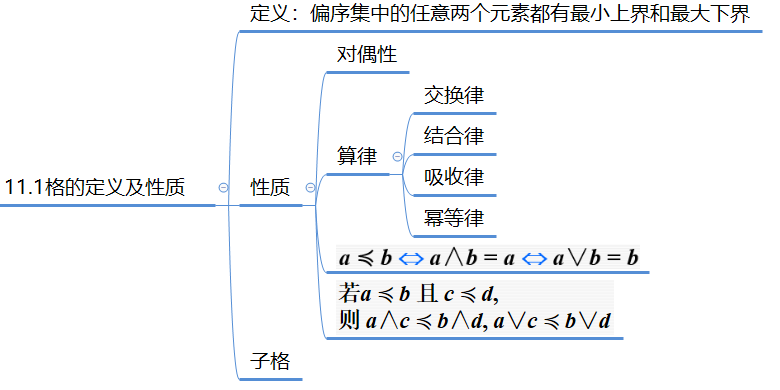 定义：偏序集中的任意两个元素都有最小上界和最大下界
对偶性
交换律
结合律
算律
吸收律
幂等律
11.1格的定义及性质
性质
a ≼ b ⇔ a∧b = a ⇔ a∨b = b
若a ≼ b 且 c ≼ d,
则 a∧c ≼ b∧d, a∨c ≼ b∨d
子格